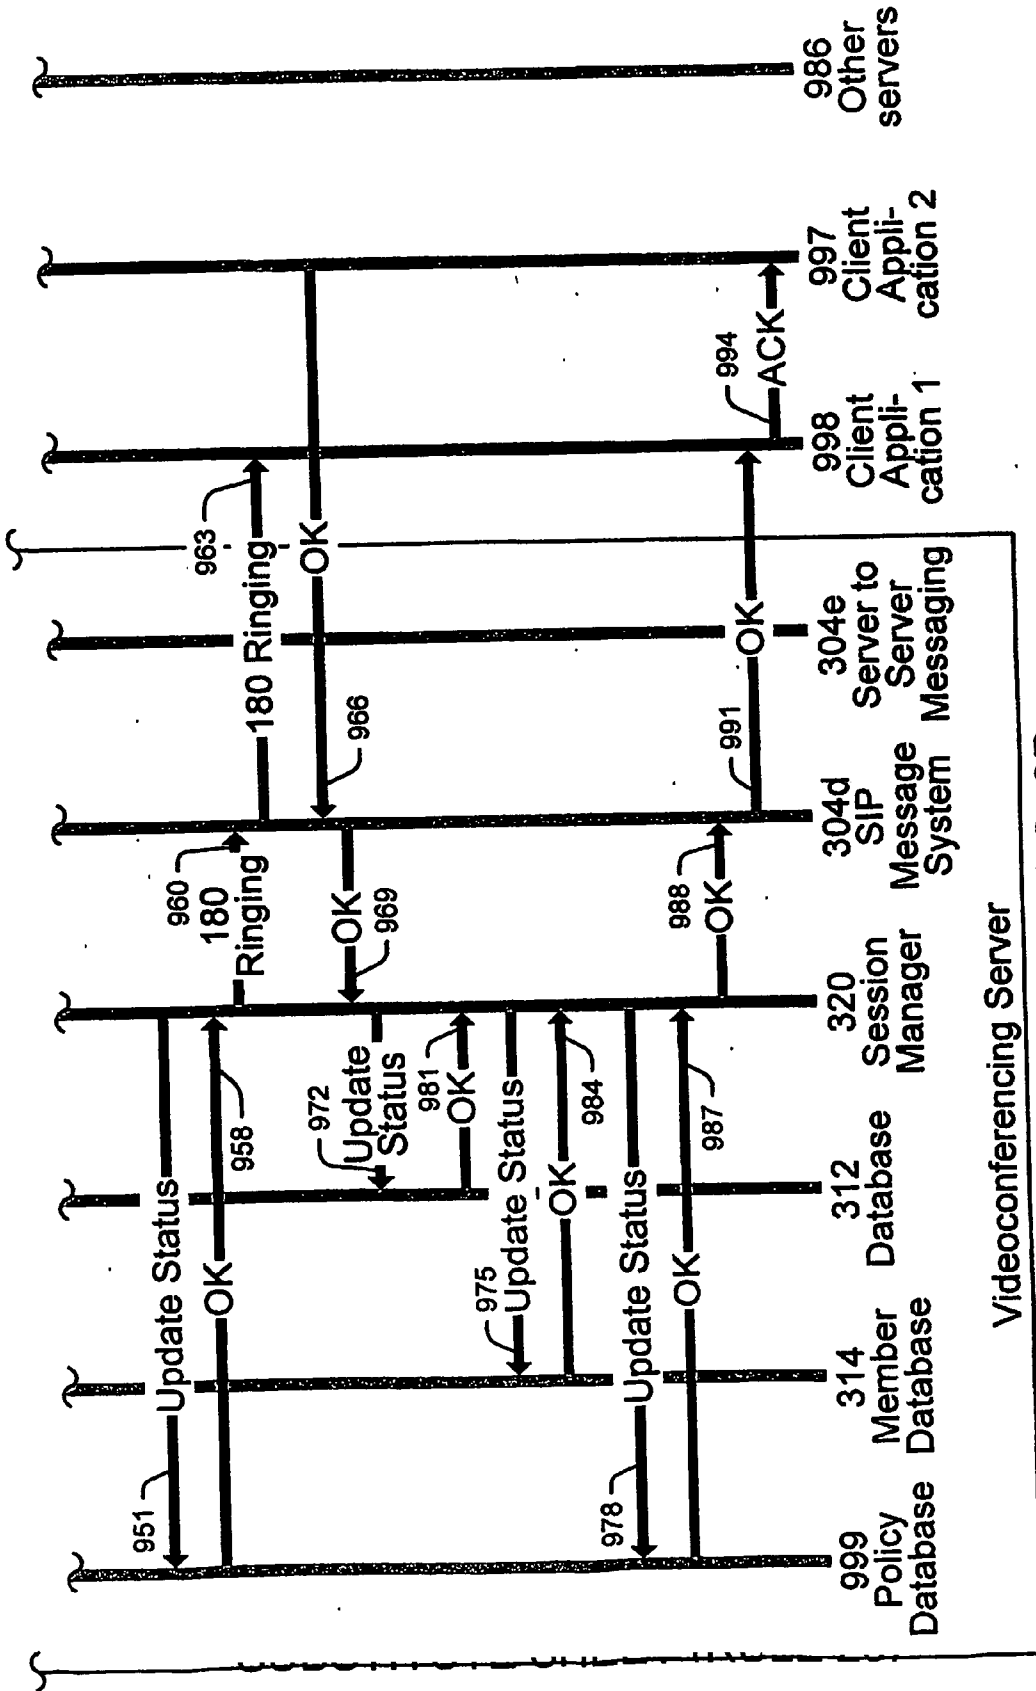 951
Update Status
OK
958
960
180
Ringing
180 Ringing
963
OK
966
OK
969
972
Update
Status
981
OK
975
Update Status
OK
984
978
Update Status
OK
987
988
OK
991
OK
994
ACK
999
Policy
Database
314
Member
Database
312
Database
320
Session
Manager
304d
SIP
Message
System
304e
Server to
Server
Messaging
998
Client
Appli-
cation 1
997
Client
Appli-
cation 2
986
Other
servers
Videoconferencing Server